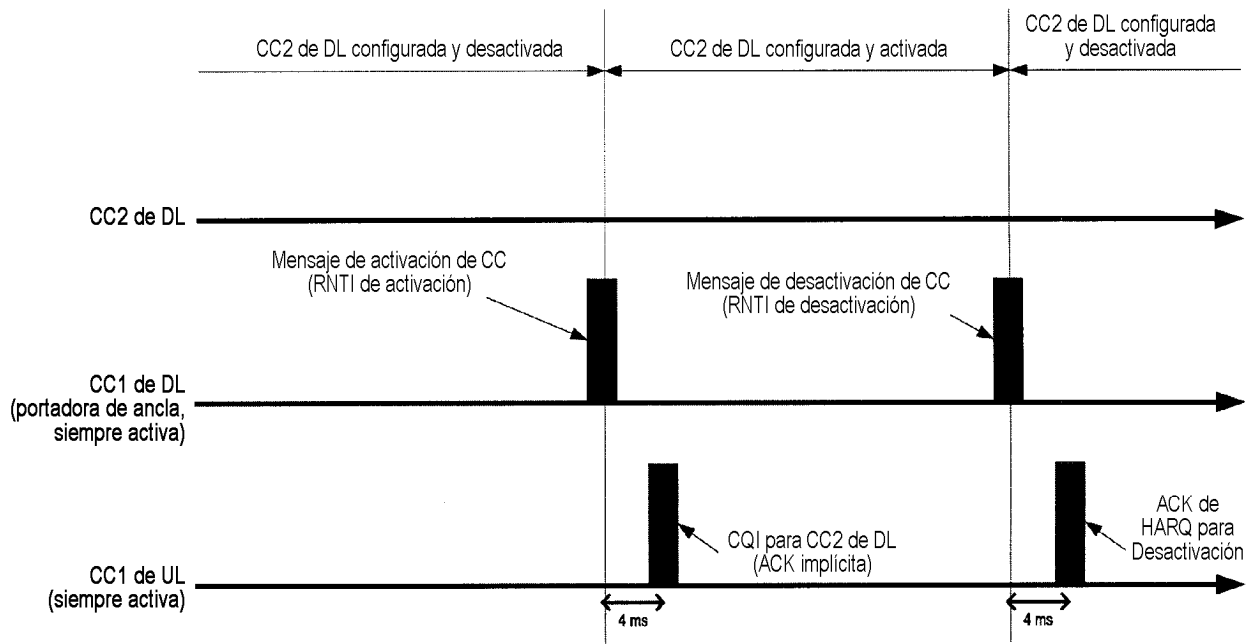 CC2 de DL configurada y desactivada
CC2 de DL configurada y activada
CC2 de DL configurada
y desactivada
CC2 de DL
Mensaje de activación de CC
(RNTI de activación)
Mensaje de desactivación de CC
(RNTI de desactivación)
CC1 de DL
(portadora de ancla,
siempre activa)
CQI para CC2 de DL
(ACK implícita)
ACK de
HARQ para
Desactivación
CC1 de UL
(siempre activa)
4 ms
4 ms